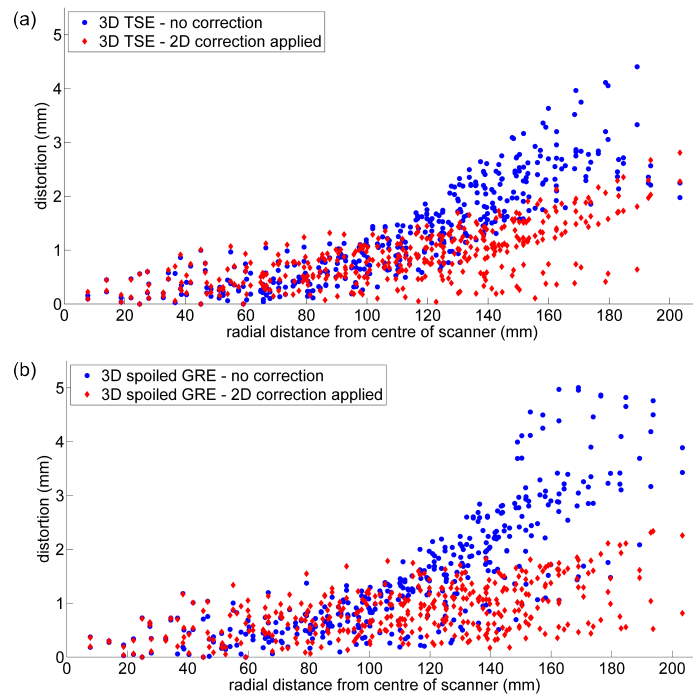 (a)
3D TSE - no correction
3D TSE - 2D correction applied
5
4
3
2
1
0
distortion (mm)
0 20 40 60 80 100 120 140 160 180 200
radial distance from centre of scanner (mm)
(b)
3D spoiled GRE - no correction
3D spoiled GRE - 2D correction applied
5
4
3
2
1
0
distortion (mm)
0 20 40 60 80 100 120 140 160 180 200
radial distance from centre of scanner (mm)